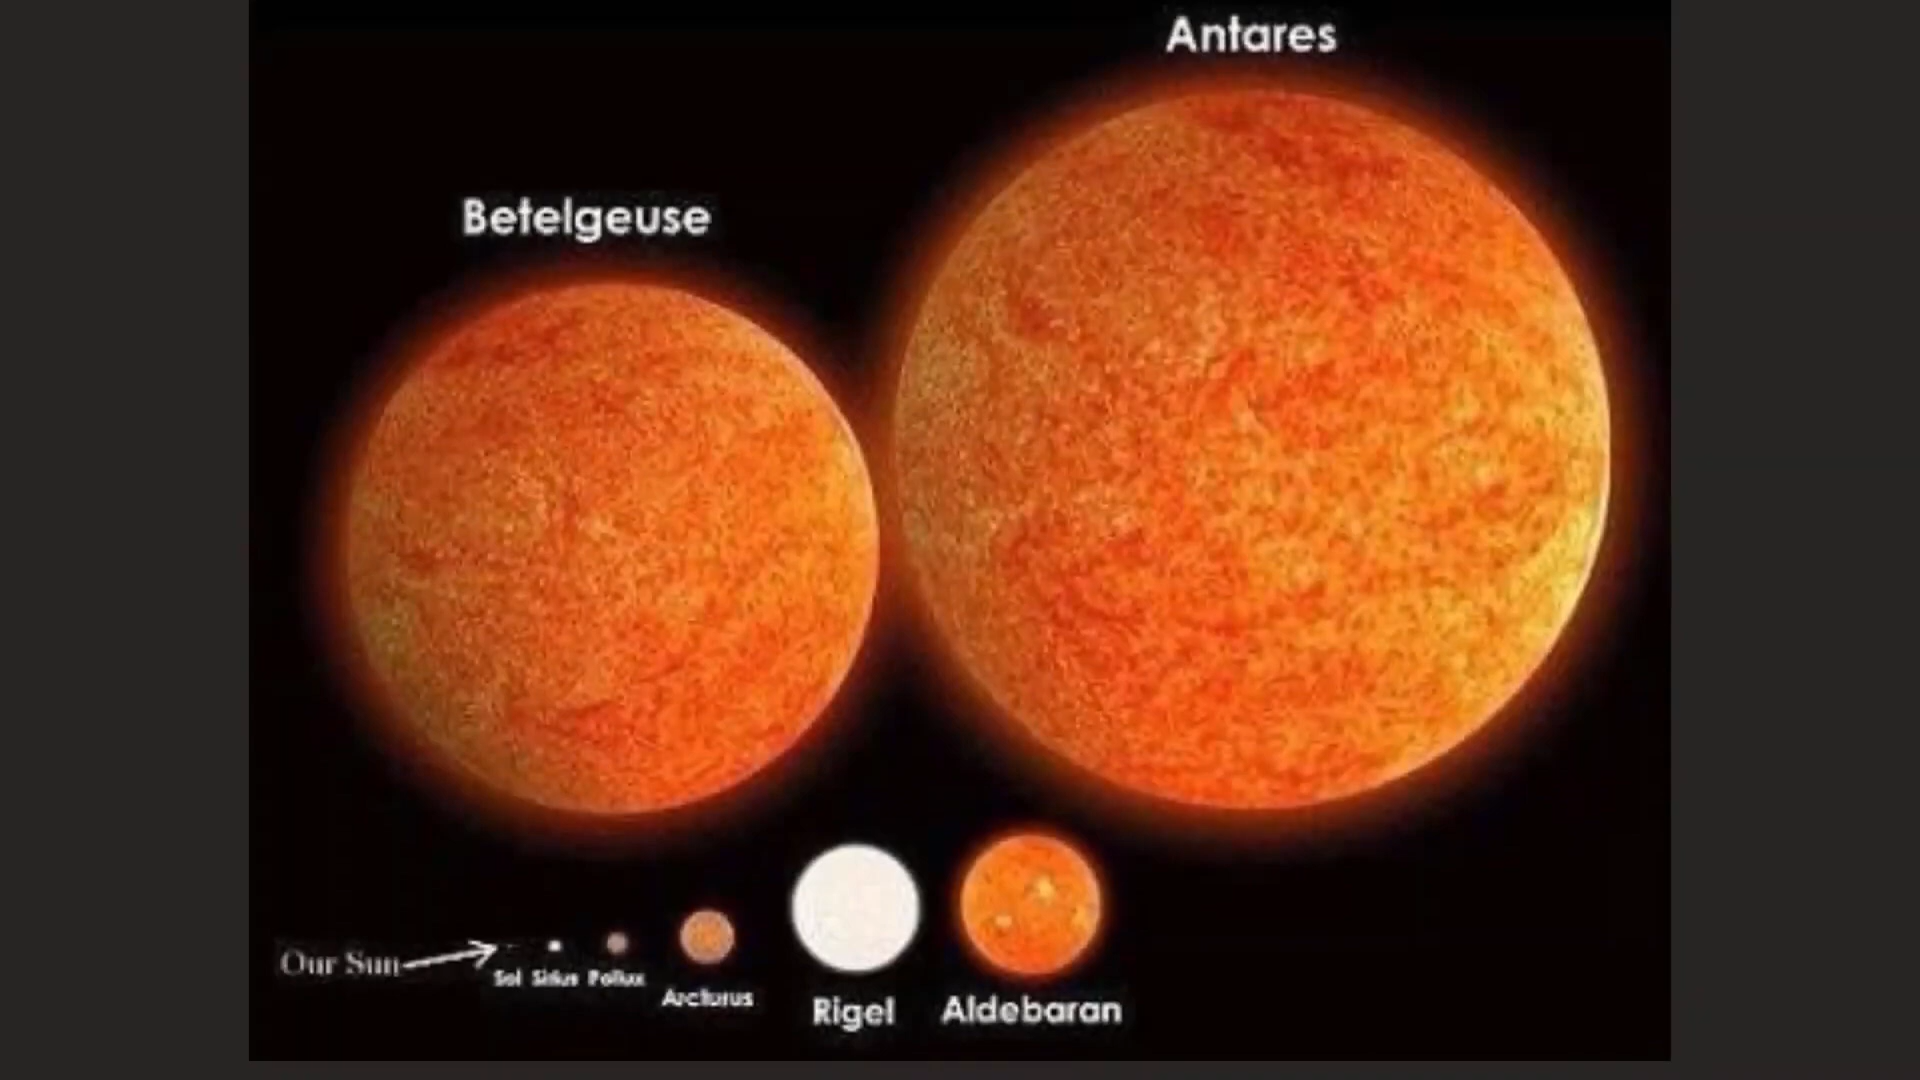 Antares
Betelgeuse
Our Sun
Sol Sirius Pollux
Arcturus
Rigel
Aldebaran